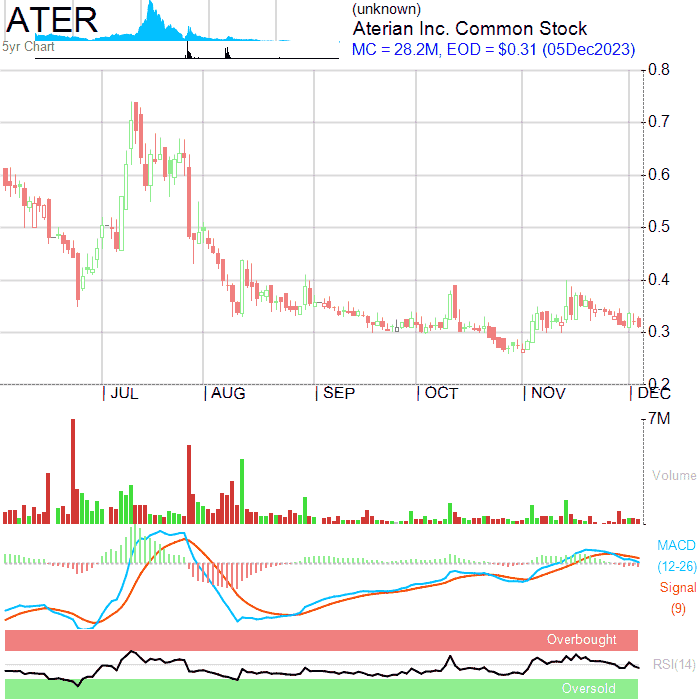 ATER
5yr Chart
(unknown)
Aterian Inc. Common Stock
MC = 28.2M, EOD = $0.31 (05Dec2023)
0.8
0.7
0.6
0.5
0.4
0.3
0.2
JUL AUG SEP OCT NOV DEC
7M
Volume
MACD
(12-26)
Signal
(9)
Overbought
RSI(14)
Oversold